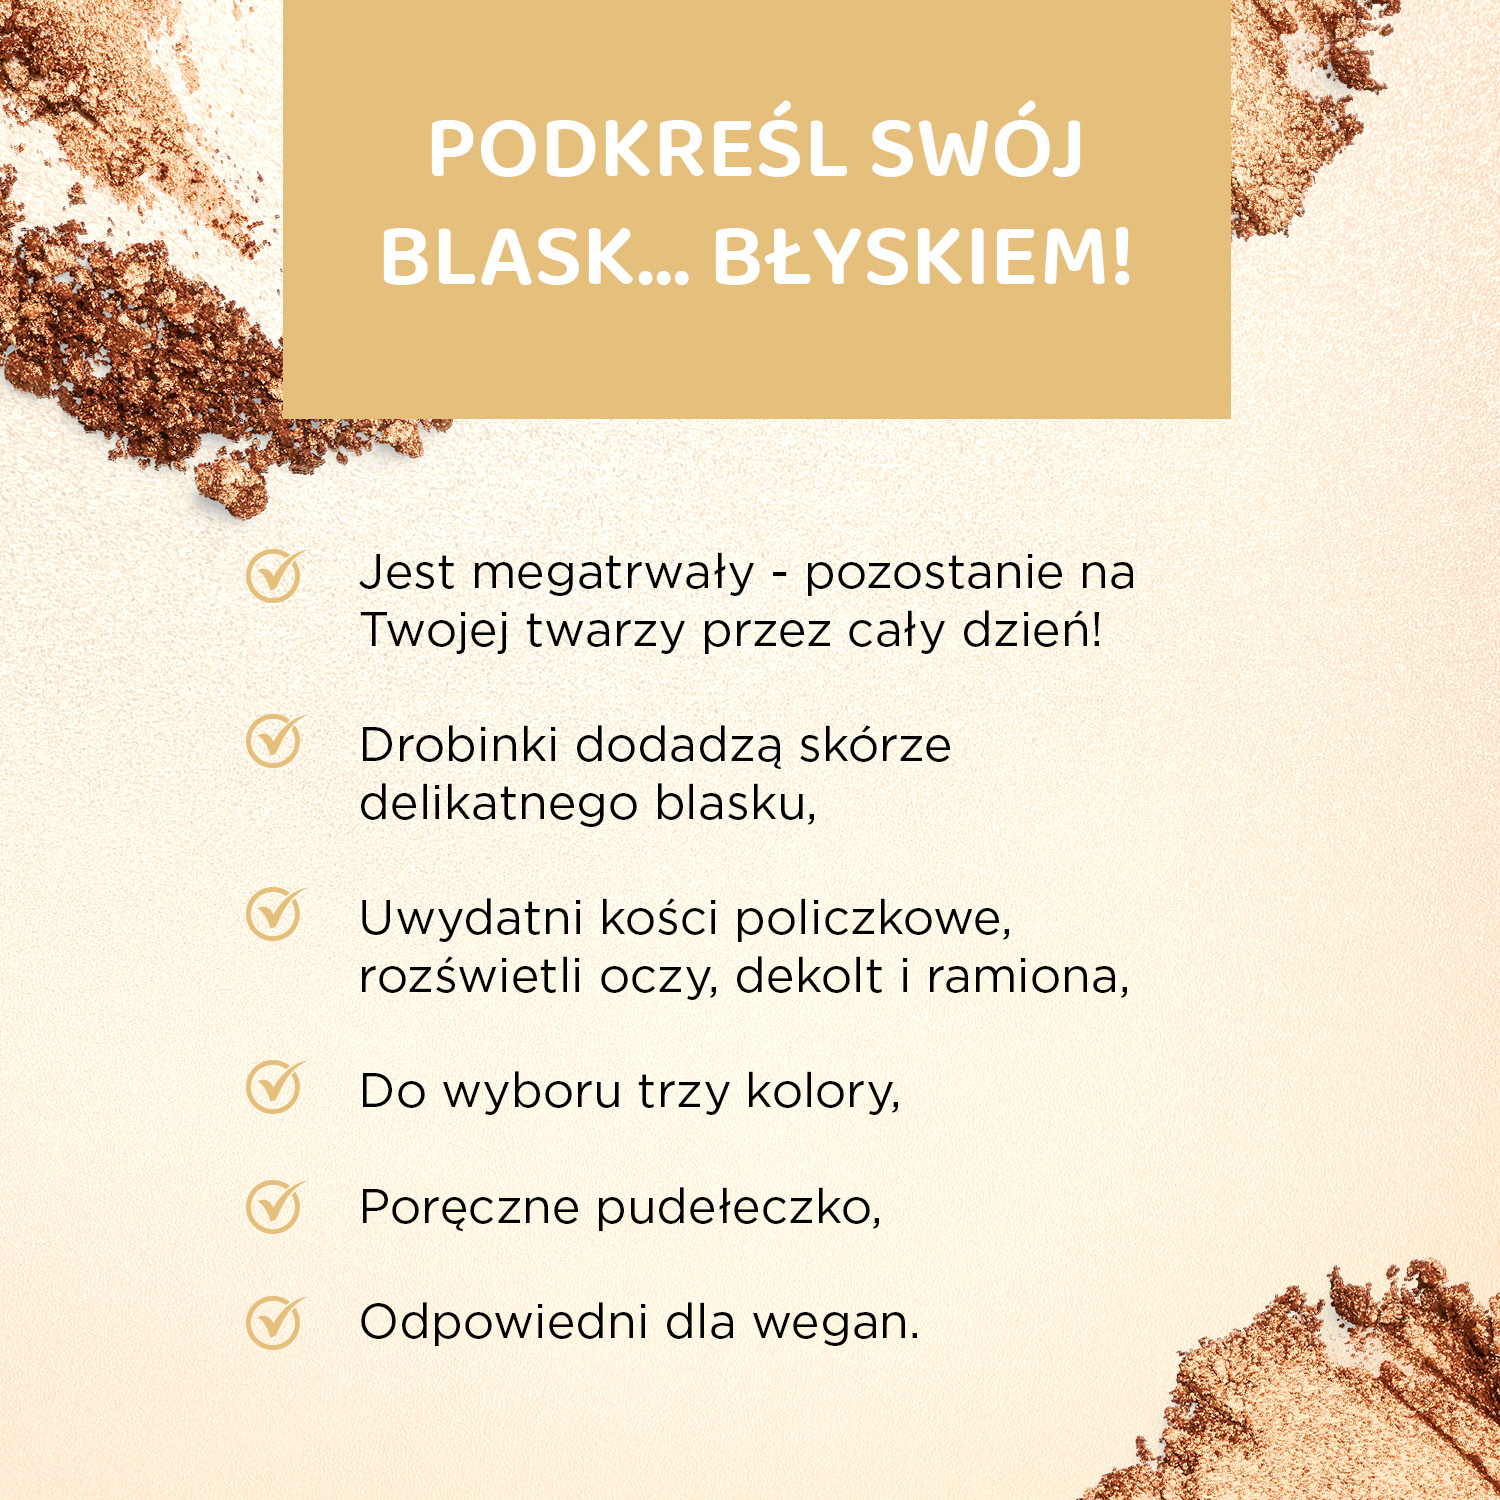 PODKREŚL SWÓJ
BLASK... BŁYSKIEM!
Jest megatrwały - pozostanie na
Twojej twarzy przez cały dzień!
Drobinki dodadzą skórze
delikatnego blasku,
Uwydatni kości policzkowe,
rozświetli oczy, dekolt i ramiona,
Do wyboru trzy kolory,
Poręczne pudełeczko,
Odpowiedni dla wegan.